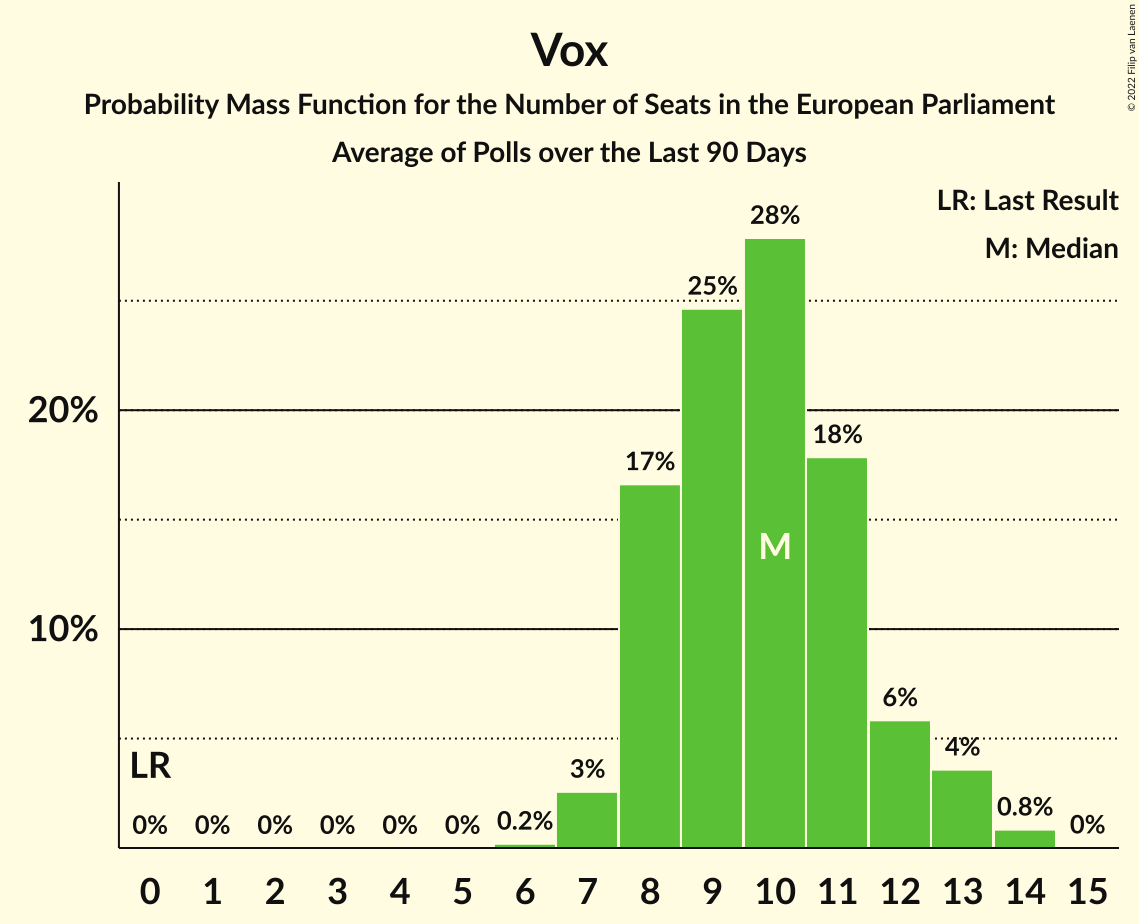 Vox
Probability Mass Function for the Number of Seats in the European Parliament
Average of Polls over the Last 90 Days
© 2022 Filip van Laenen
LR: Last Result
M: Median
28%
25%
20%
18%
17%
M
10%
6%
4%
LR
3%
0.8%
0% 0% 0% 0% 0% 0% 0.2% 0%
0 1 2 3 4 5 6 7 8 9 10 11 12 13 14 15